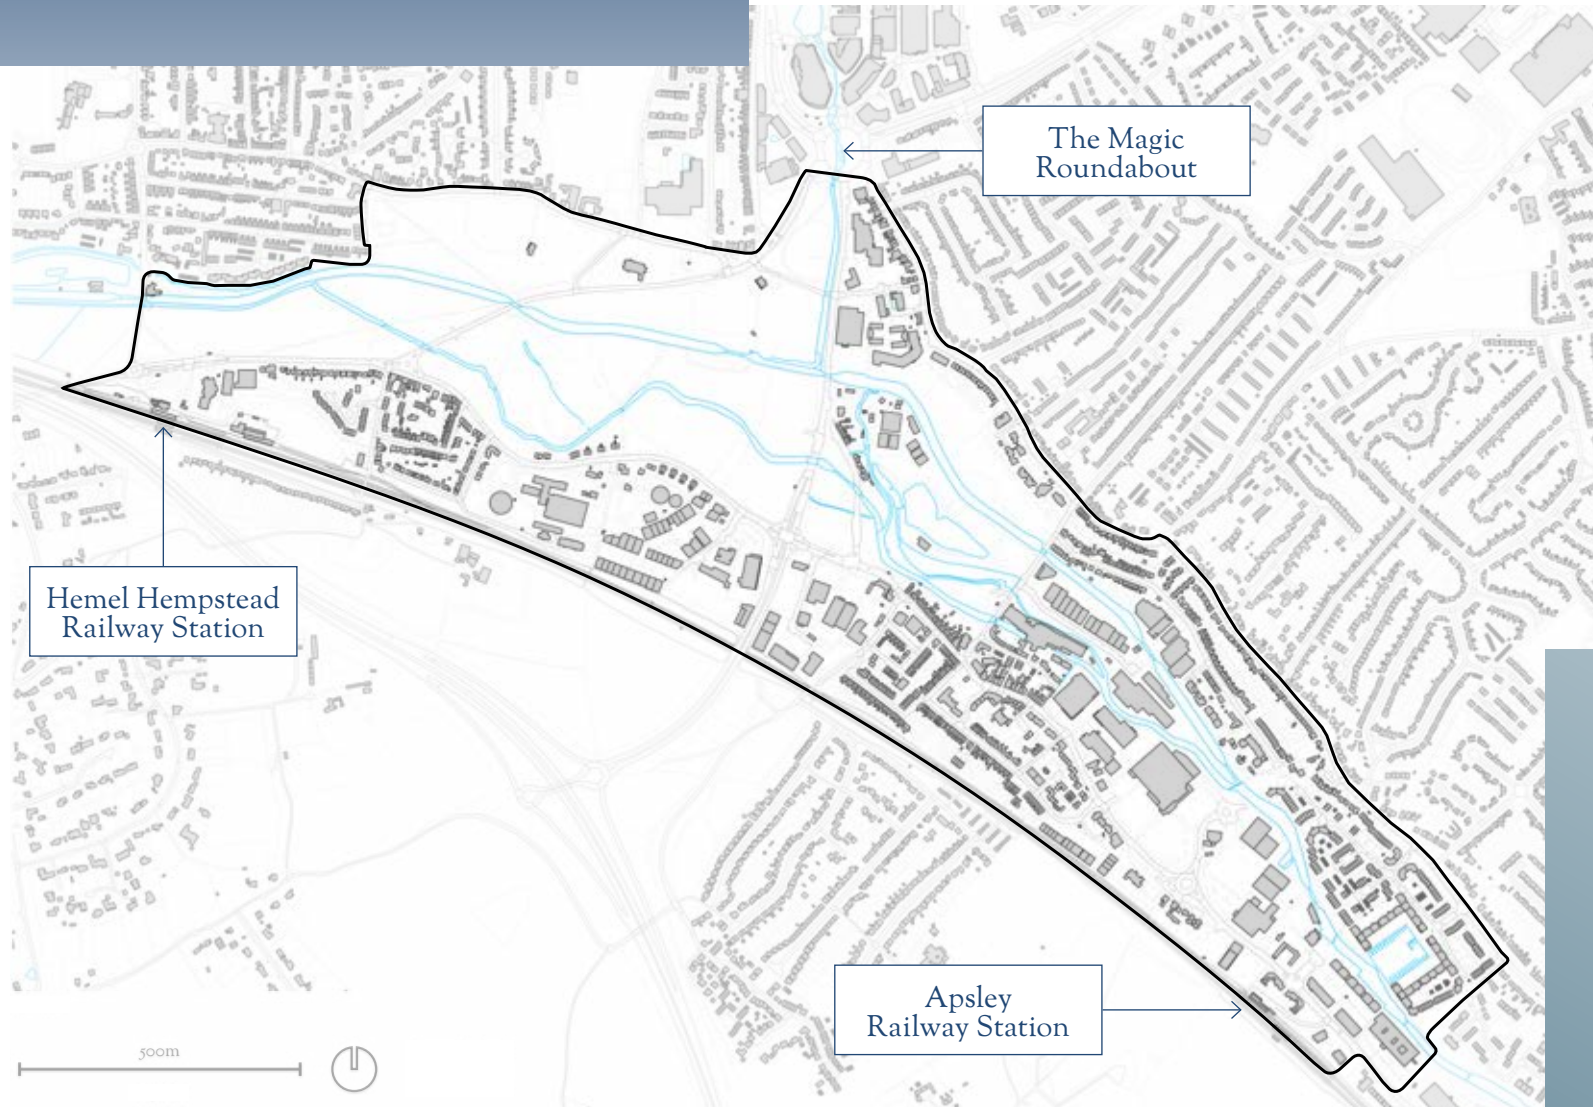 The Magic
Roundabout
Hemel Hempstead
Railway Station
Apsley
Railway Station
500m